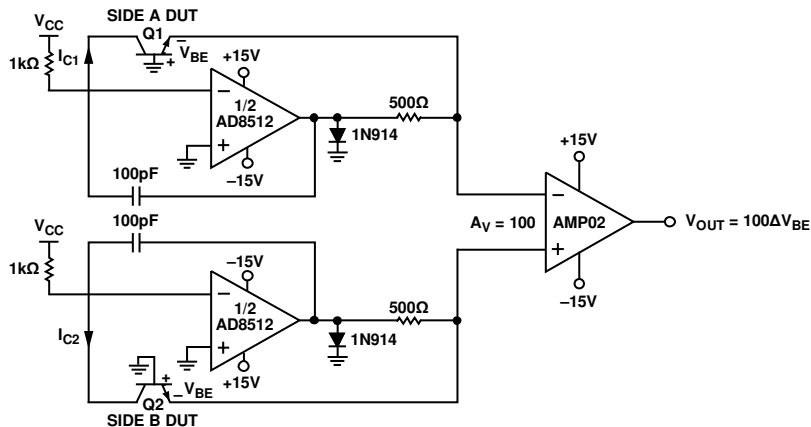 SIDE A DUT
Q1
VCC
1kΩ
IC1
–
VBE
+
+15V
–
1/2
AD8512
+
–15V
500Ω
1N914
100pF
100pF
VCC
1kΩ
IC2
–15V
–
1/2
AD8512
+
+15V
500Ω
1N914
+
–VBE
Q2
SIDE B DUT
+15V
–
AV = 100
AMP02
+
–15V
VOUT = 100ΔVBE